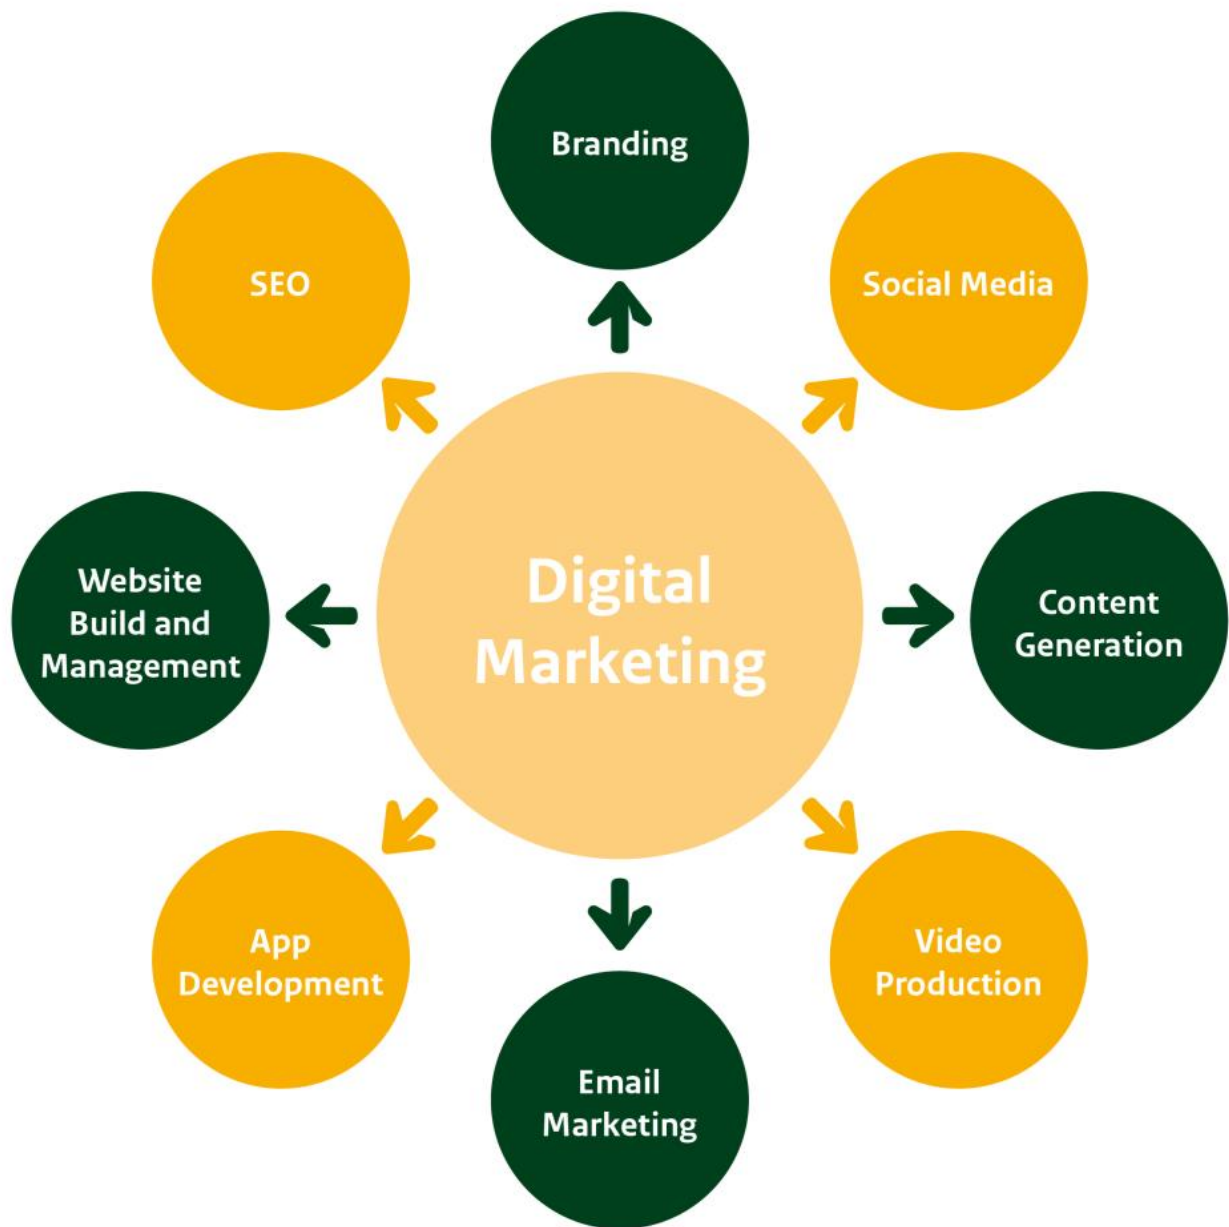 Branding
SEO
Social Media
Digital
Marketing
Website
Build and
Management
Content
Generation
App
Development
Video
Production
Email
Marketing